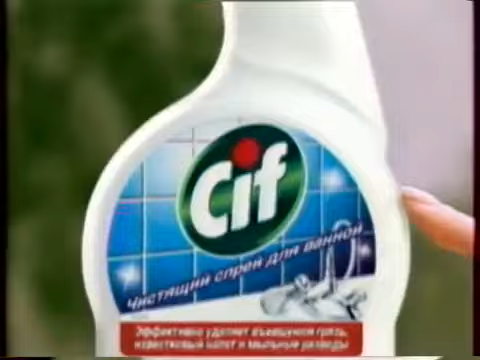 Cif
Чистящий спрей для ванной
Эффективно удаляет въевшуюся грязь,
известковый налет и мыльные разводы